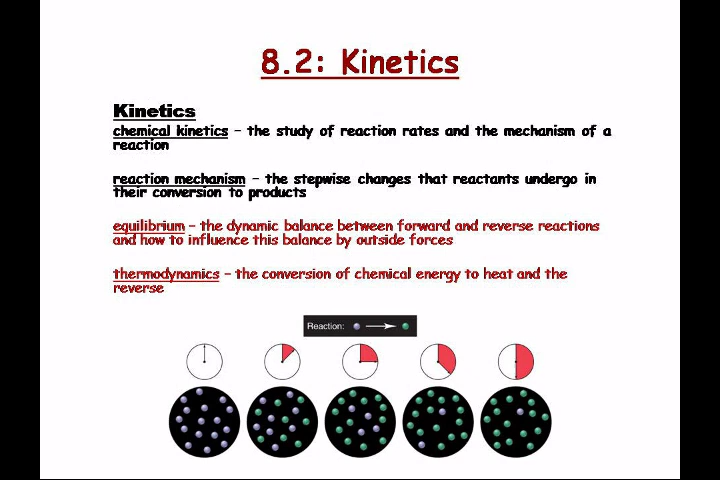 8.2: Kinetics
Kinetics
chemical kinetics – the study of reaction rates and the mechanism of a
reaction
reaction mechanism – the stepwise changes that reactants undergo in
their conversion to products
equilibrium – the dynamic balance between forward and reverse reactions
and how to influence this balance by outside forces
thermodynamics – the conversion of chemical energy to heat and the
reverse
Reaction: